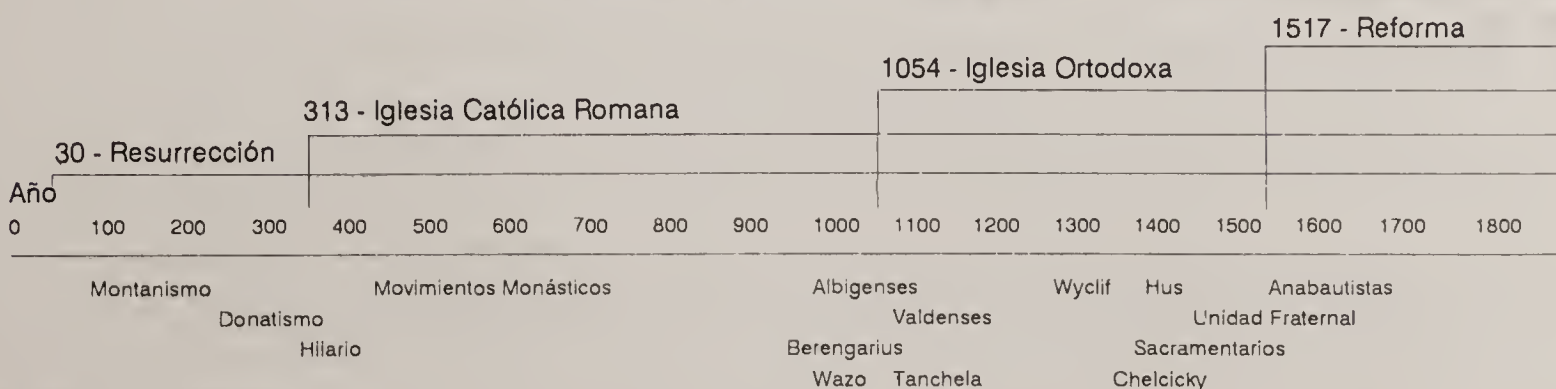 1517 - Reforma
1054 - Iglesia Ortodoxa
313 - Iglesia Católica Romana
30 - Resurrección
Año
0 100 200 300 400 500 600 700 800 900 1000 1100 1200 1300 1400 1500 1600 1700 1800
Montanismo Movimientos Monásticos Albigenses Wyclif Hus Anabautistas
Donatismo Valdenses Unidad Fraternal
Hilario Berengarius Sacramentarios
Wazo Tanchela Chelcicky